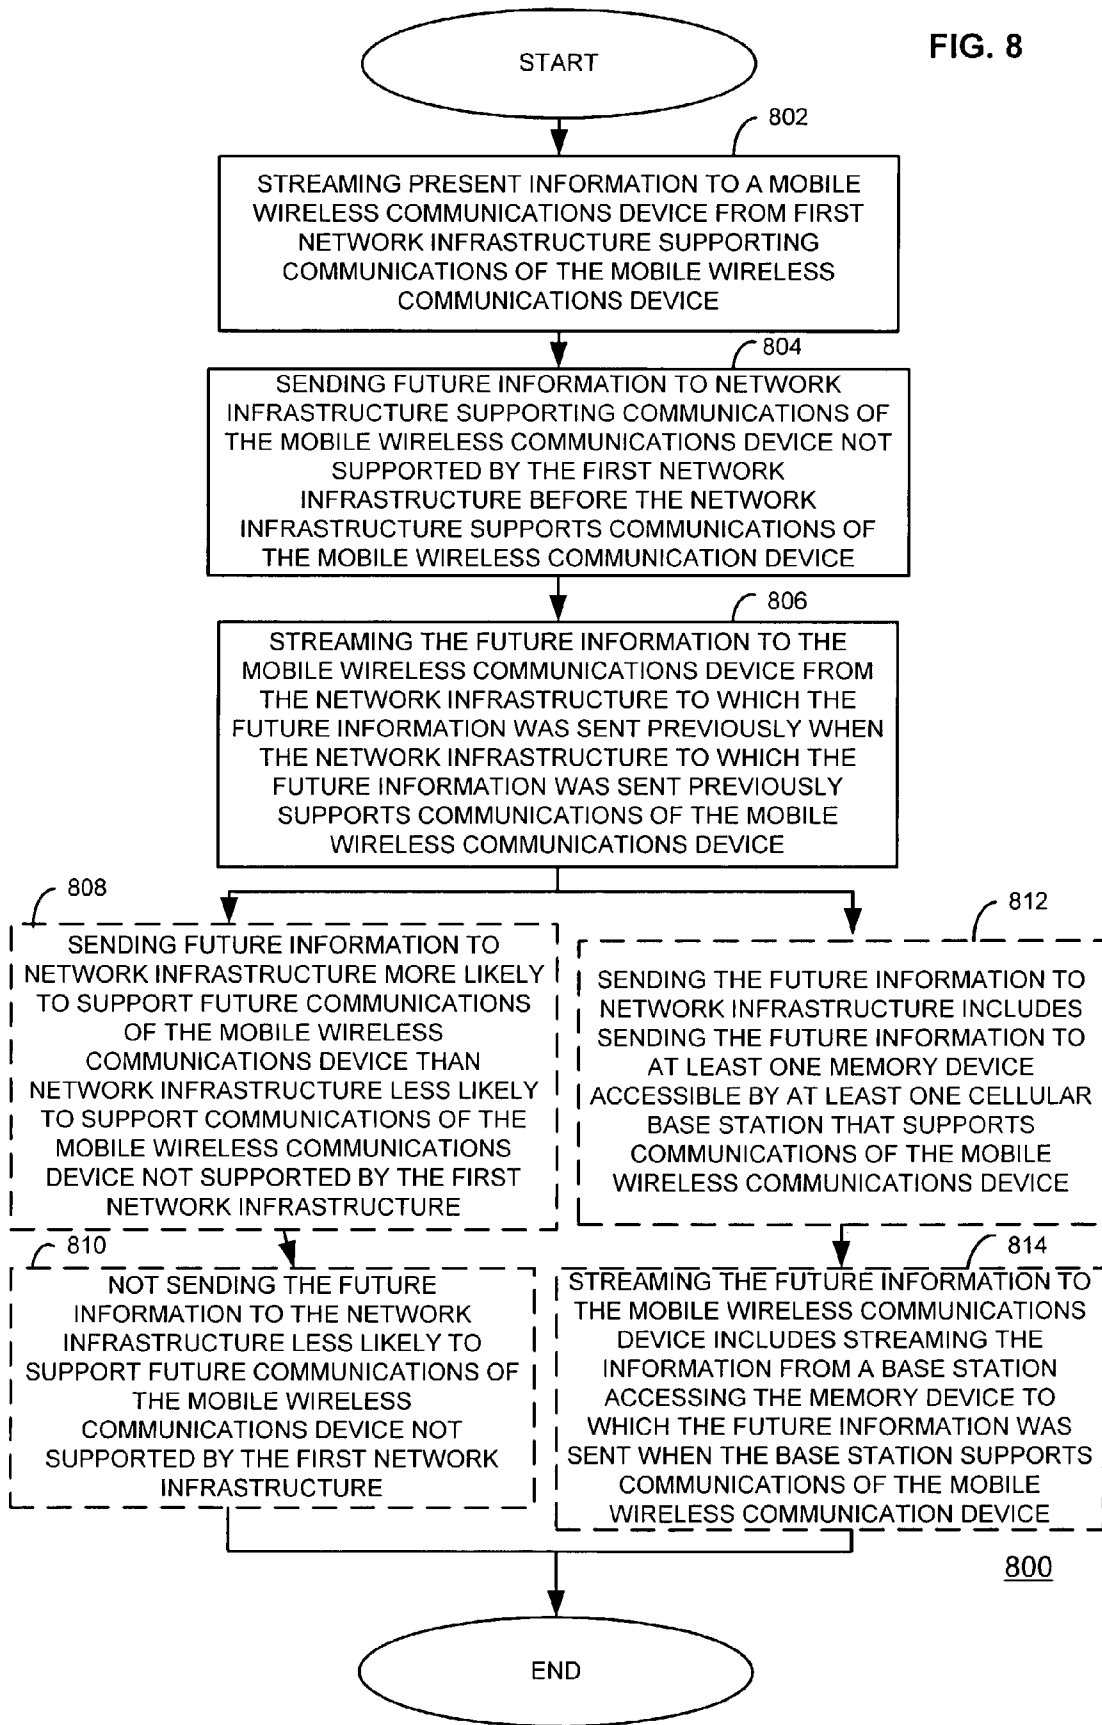 FIG. 8
START
802
STREAMING PRESENT INFORMATION TO A MOBILE
WIRELESS COMMUNICATIONS DEVICE FROM FIRST
NETWORK INFRASTRUCTURE SUPPORTING
COMMUNICATIONS OF THE MOBILE WIRELESS
COMMUNICATIONS DEVICE
804
SENDING FUTURE INFORMATION TO NETWORK
INFRASTRUCTURE SUPPORTING COMMUNICATIONS OF
THE MOBILE WIRELESS COMMUNICATIONS DEVICE NOT
SUPPORTED BY THE FIRST NETWORK
INFRASTRUCTURE BEFORE THE NETWORK
INFRASTRUCTURE SUPPORTS COMMUNICATIONS OF
THE MOBILE WIRELESS COMMUNICATION DEVICE
806
STREAMING THE FUTURE INFORMATION TO THE
MOBILE WIRELESS COMMUNICATIONS DEVICE FROM
THE NETWORK INFRASTRUCTURE TO WHICH THE
FUTURE INFORMATION WAS SENT PREVIOUSLY WHEN
THE NETWORK INFRASTRUCTURE TO WHICH THE
FUTURE INFORMATION WAS SENT PREVIOUSLY
SUPPORTS COMMUNICATIONS OF THE MOBILE
WIRELESS COMMUNICATIONS DEVICE
808
SENDING FUTURE INFORMATION TO
NETWORK INFRASTRUCTURE MORE LIKELY
TO SUPPORT FUTURE COMMUNICATIONS
OF THE MOBILE WIRELESS
COMMUNICATIONS DEVICE THAN
NETWORK INFRASTRUCTURE LESS LIKELY
TO SUPPORT COMMUNICATIONS OF THE
MOBILE WIRELESS COMMUNICATIONS
DEVICE NOT SUPPORTED BY THE FIRST
NETWORK INFRASTRUCTURE
810
NOT SENDING THE FUTURE
INFORMATION TO THE NETWORK
INFRASTRUCTURE LESS LIKELY TO
SUPPORT FUTURE COMMUNICATIONS OF
THE MOBILE WIRELESS
COMMUNICATIONS DEVICE NOT
SUPPORTED BY THE FIRST NETWORK
INFRASTRUCTURE
812
SENDING THE FUTURE INFORMATION TO
NETWORK INFRASTRUCTURE INCLUDES
SENDING THE FUTURE INFORMATION TO
AT LEAST ONE MEMORY DEVICE
ACCESSIBLE BY AT LEAST ONE CELLULAR
BASE STATION THAT SUPPORTS
COMMUNICATIONS OF THE MOBILE
WIRELESS COMMUNICATIONS DEVICE
814
STREAMING THE FUTURE INFORMATION TO
THE MOBILE WIRELESS COMMUNICATIONS
DEVICE INCLUDES STREAMING THE
INFORMATION FROM A BASE STATION
ACCESSING THE MEMORY DEVICE TO
WHICH THE FUTURE INFORMATION WAS
SENT WHEN THE BASE STATION SUPPORTS
COMMUNICATIONS OF THE MOBILE
WIRELESS COMMUNICATION DEVICE
800
END